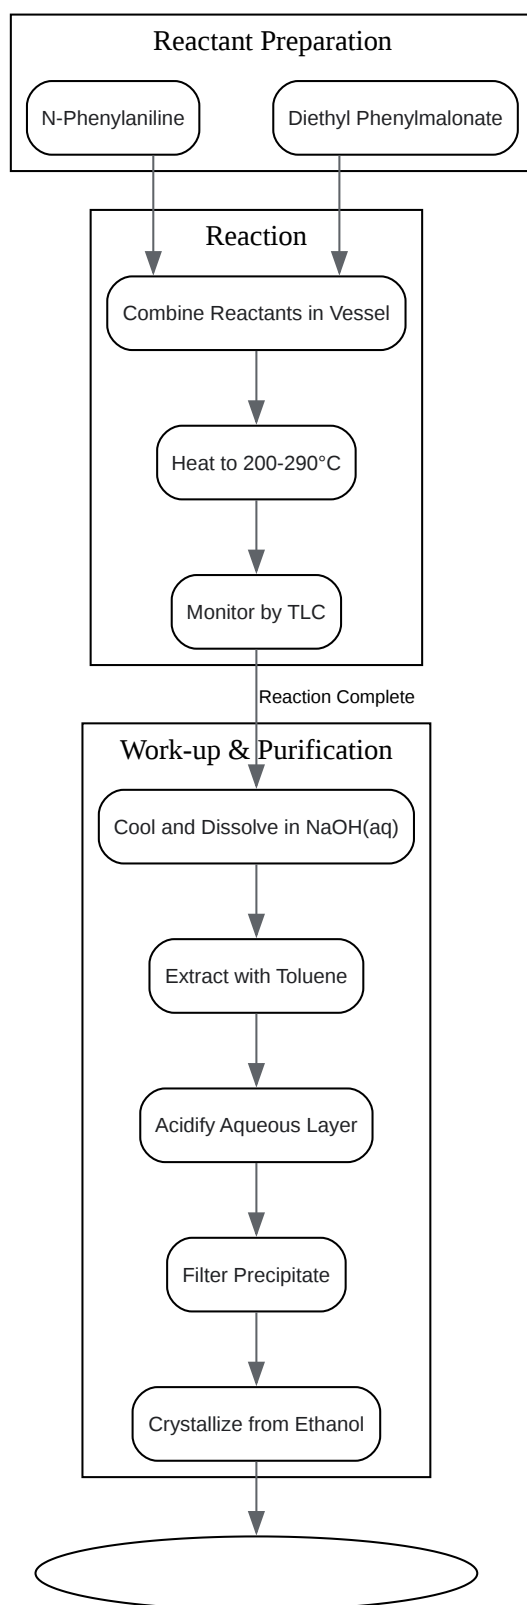 Reactant Preparation
N-Phenylaniline
Diethyl Phenylmalonate
Reaction
Combine Reactants in Vessel
Heat to 200-290°C
Monitor by TLC
Reaction Complete
Work-up & Purification
Cool and Dissolve in NaOH(aq)
Extract with Toluene
Acidify Aqueous Layer
Filter Precipitate
Crystallize from Ethanol